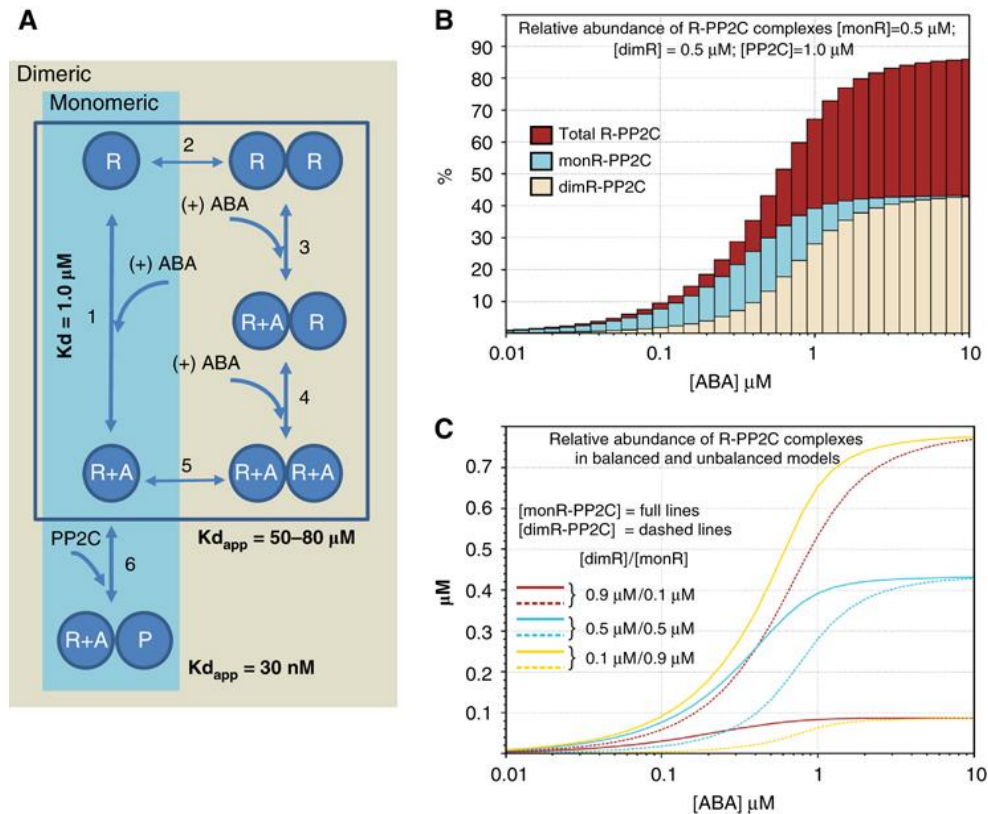 A
Dimeric
Monomeric
R
2
R
R
(+) ABA
3
(+) ABA
Kd = 1.0 μM
1
R+A
R
(+) ABA
4
R+A
5
R+A
R+A
PP2C
Kdapp = 50–80 μM
6
R+A
P
Kdapp = 30 nM
B
Relative abundance of R-PP2C complexes [monR]=0.5 μM;
[dimR] = 0.5 μM; [PP2C]=1.0 μM
90
80
70
60
50
40
30
20
10
%
Total R-PP2C
monR-PP2C
dimR-PP2C
0.01
0.1
1
10
[ABA] μM
C
Relative abundance of R-PP2C complexes
in balanced and unbalanced models
[monR-PP2C] = full lines
[dimR-PP2C] = dashed lines
[dimR]/[monR]
0.9 μM/0.1 μM
0.5 μM/0.5 μM
0.1 μM/0.9 μM
0.7
0.6
0.5
0.4
0.3
0.2
0.1
μM
0.01
0.1
1
10
[ABA] μM